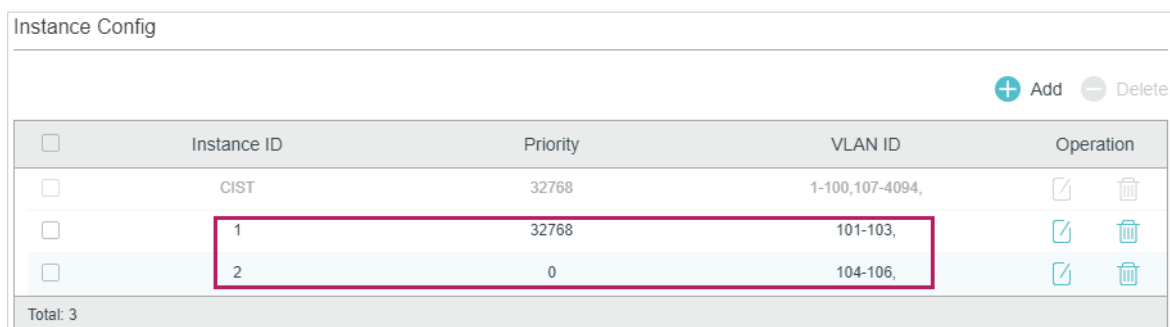 Instance Config
Add Delete
Instance ID Priority VLAN ID Operation
CIST 32768 1-100,107-4094,
1 32768 101-103,
2 0 104-106,
Total: 3